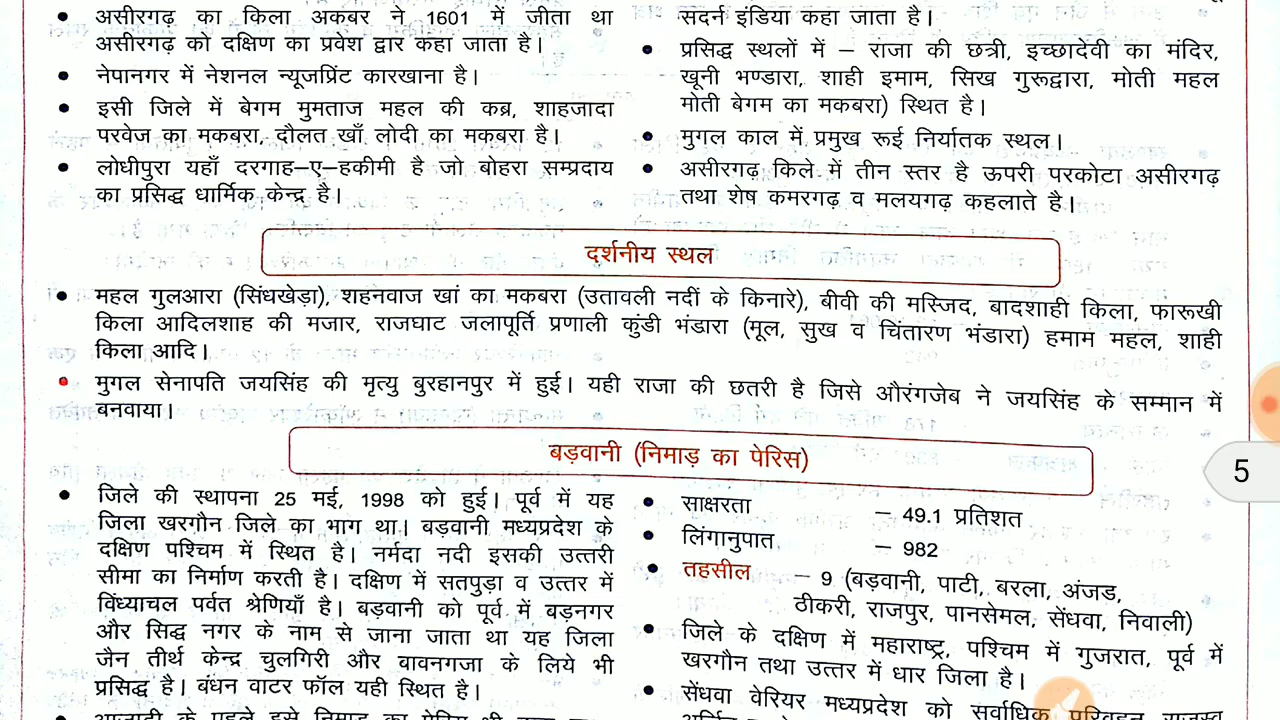 असीरगढ़ का किला अकबर ने 1601 में जीता था
असीरगढ़ को दक्षिण का प्रवेश द्वार कहा जाता है।
नेपानगर में नेशनल न्यूजप्रिंट कारखाना है।
इसी जिले में बेगम मुमताज महल की कब्र, शाहजादा
परवेज का मकबरा, दौलत खाँ लोदी का मकबरा है।
लोधीपुरा यहाँ दरगाह–ए–हकीमी है जो बोहरा सम्प्रदाय
का प्रसिद्ध धार्मिक केन्द्र है।
सदर्न इंडिया कहा जाता है।
प्रसिद्ध स्थलों में – राजा की छत्री, इच्छादेवी का मंदिर,
खूनी भण्डारा, शाही इमाम, सिख गुरूद्वारा, मोती महल
मोती बेगम का मकबरा) स्थित है।
मुगल काल में प्रमुख रूई निर्यातक स्थल।
असीरगढ़ किले में तीन स्तर है ऊपरी परकोटा असीरगढ़
तथा शेष कमरगढ़ व मलयगढ़ कहलाते है।
दर्शनीय स्थल
महल गुलआरा (सिंधखेड़ा), शहनवाज खां का मकबरा (उतावली नदीं के किनारे), बीवी की मस्जिद, बादशाही किला, फारूखी
किला आदिलशाह की मजार, राजघाट जलापूर्ति प्रणाली कुंडी भंडारा (मूल, सुख व चिंतारण भंडारा) हमाम महल, शाही
किला आदि।
मुगल सेनापति जयसिंह की मृत्यु बुरहानपुर में हुई। यही राजा की छतरी है जिसे औरंगजेब ने जयसिंह के सम्मान में
बनवाया।
बड़वानी (निमाड़ का पेरिस)
जिले की स्थापना 25 मई, 1998 को हुई। पूर्व में यह
जिला खरगौन जिले का भाग था। बड़वानी मध्यप्रदेश के
दक्षिण पश्चिम में स्थित है। नर्मदा नदी इसकी उत्तरी
सीमा का निर्माण करती है। दक्षिण में सतपुड़ा व उत्तर में
विंध्याचल पर्वत श्रेणियाँ है। बड़वानी को पूर्व में बड़नगर
और सिद्ध नगर के नाम से जाना जाता था यह जिला
जैन तीर्थ केन्द्र चुलगिरी और बावनगजा के लिये भी
प्रसिद्ध है। बंधन वाटर फॉल यही स्थित है।
आजादी के पहले इसे निमाड़ का पेरिस भी
साक्षरता – 49.1 प्रतिशत
लिंगानुपात – 982
तहसील – 9 (बड़वानी, पाटी, बरला, अंजड़,
ठीकरी, राजपुर, पानसेमल, सेंधवा, निवाली)
जिले के दक्षिण में महाराष्ट्र, पश्चिम में गुजरात, पूर्व में
खरगौन तथा उत्तर में धार जिला है।
सेंधवा वेरियर मध्यप्रदेश को सर्वाधिक परिवहन राजस्व
5